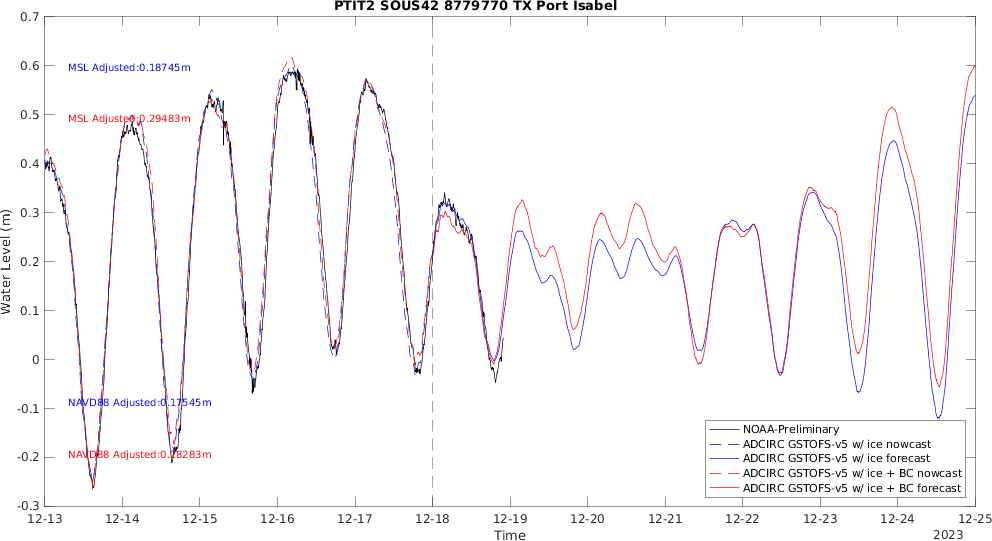 PTIT2 SOUS42 8779770 TX Port Isabel
0.7
0.6
0.5
0.4
0.3
0.2
0.1
0
-0.1
-0.2
-0.3
Water Level (m)
MSL Adjusted:0.18745m
MSL Adjusted:0.29483m
NAVD88 Adjusted:0.17545m
NAVD88 Adjusted:0.28283m
NOAA-Preliminary
ADCIRC GSTOFS-v5 w/ ice nowcast
ADCIRC GSTOFS-v5 w/ ice forecast
ADCIRC GSTOFS-v5 w/ ice + BC nowcast
ADCIRC GSTOFS-v5 w/ ice + BC forecast
12-13 12-14 12-15 12-16 12-17 12-18 12-19 12-20 12-21 12-22 12-23 12-24 12-25
Time
2023